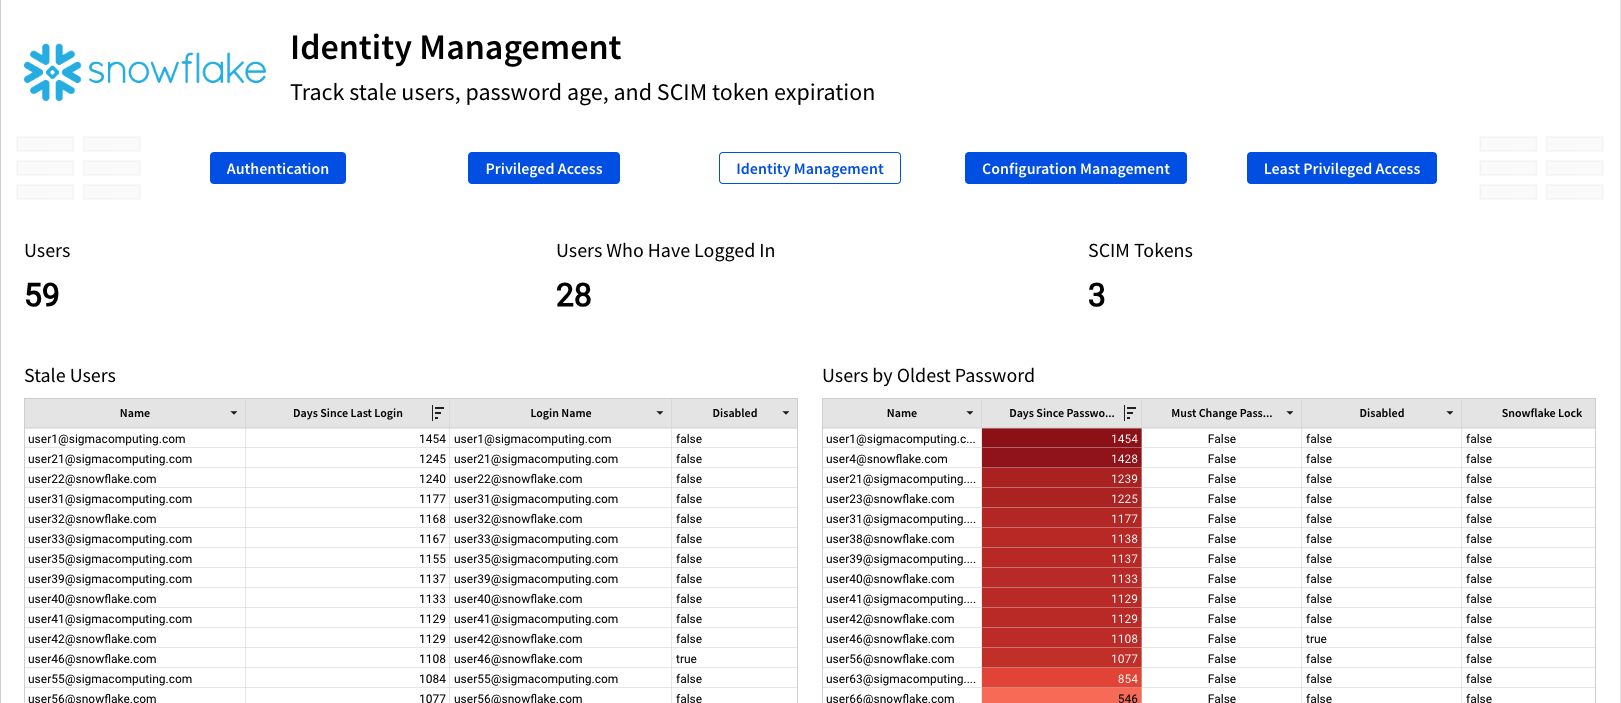 snowflake
Identity Management
Track stale users, password age, and SCIM token expiration
Authentication Privileged Access Identity Management Configuration Management Least Privileged Access
Users Users Who Have Logged In SCIM Tokens
59 28 3
Stale Users
Name Days Since Last Login Login Name Disabled
user1@sigmacomputing.com 1454 user1@sigmacomputing.com false
user21@sigmacomputing.com 1245 user21@sigmacomputing.com false
user22@snowflake.com 1240 user22@snowflake.com false
user31@sigmacomputing.com 1177 user31@sigmacomputing.com false
user32@snowflake.com 1168 user32@snowflake.com false
user33@sigmacomputing.com 1167 user33@sigmacomputing.com false
user35@sigmacomputing.com 1155 user35@sigmacomputing.com false
user39@sigmacomputing.com 1137 user39@sigmacomputing.com false
user40@snowflake.com 1133 user40@snowflake.com false
user41@sigmacomputing.com 1129 user41@sigmacomputing.com false
user42@snowflake.com 1129 user42@snowflake.com false
user46@snowflake.com 1108 user46@snowflake.com true
user55@sigmacomputing.com 1084 user55@sigmacomputing.com false
user56@snowflake.com 1077 user56@snowflake.com false
Users by Oldest Password
Name Days Since Passwo... Must Change Pass... Disabled Snowflake Lock
user1@sigmacomputing.c... 1454 False false false
user4@snowflake.com 1428 False false false
user21@sigmacomputing.... 1239 False false false
user23@snowflake.com 1225 False false false
user31@sigmacomputing.... 1177 False false false
user38@snowflake.com 1138 False false false
user39@sigmacomputing.... 1137 False false false
user40@snowflake.com 1133 False false false
user41@sigmacomputing.... 1129 False false false
user42@snowflake.com 1129 False false false
user46@snowflake.com 1108 False true false
user56@snowflake.com 1077 False false false
user63@sigmacomputing.... 854 False false false
user66@snowflake.com 546 False false false